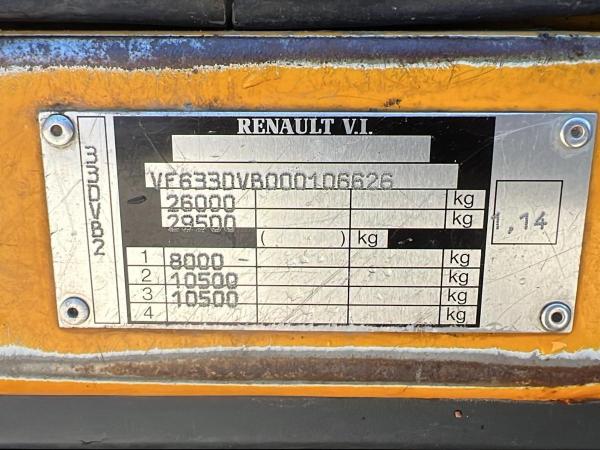 RENAULT V.I.
33DVB2
VF633DVB000106626
26000 kg
29500 kg
1,14
( ) kg
1 8000- kg
2 10500 kg
3 10500 kg
4 kg